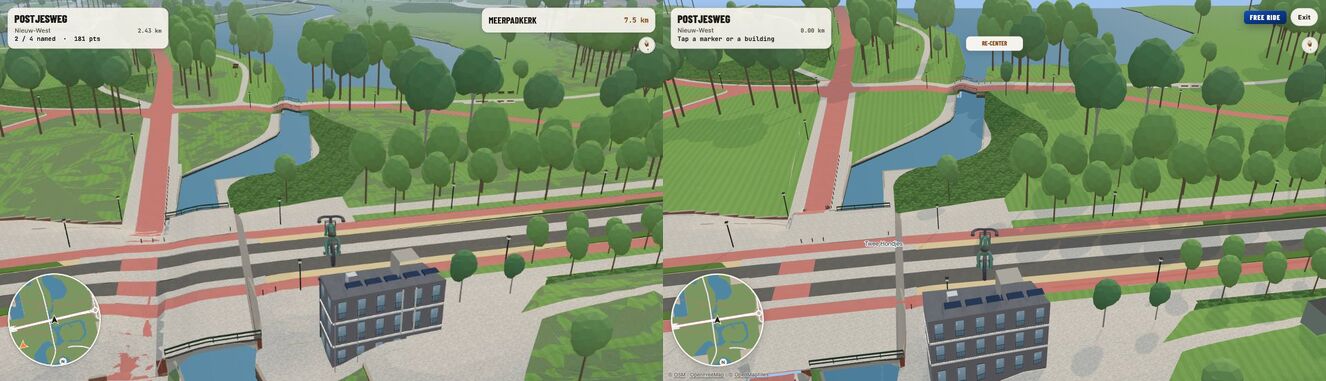 POSTJESWEG
Nieuw-West 2.43 km
2 / 4 named · 181 pts
MEERPADKERK 7.5 km
POSTJESWEG
Nieuw-West 0.00 km
Tap a marker or a building
FREE RIDE
Exit
RE-CENTER
Twee Hondjes
© OSM | OpenFreeMap | © OpenMapTiles